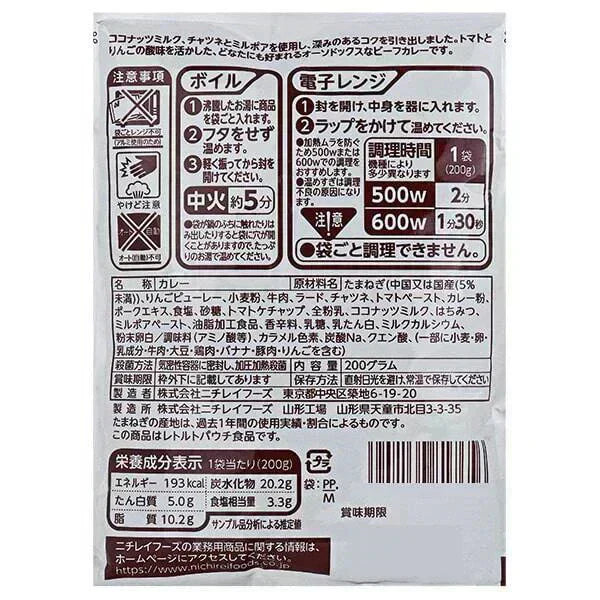 ココナッツミルク、チャツネとミルポアを使用し、深みのあるコクを引き出しました。トマトと
りんごの酸味を活かした、どなたにも好まれるオーソドックスなビーフカレーです。
注意事項
袋ごとレンジ不可
(アルミ使用のため)
やけど注意
オート 自動
オート(自動)不可
ボイル
1 沸騰したお湯に商品
を袋ごと入れます。
2 フタをせず
温めます。
3 軽く振ってから封を
開けてください。
中火 約5分
●袋が鍋のふちに触れたりは
み出したりすると袋に穴が開
くことがありますので、たっぷ
りのお湯で温めてください。
電子レンジ
1 封を開け、中身を器に入れます。
2 ラップをかけて温めてください。
●加熱ムラを防ぐ
ため500wまたは
600wでの調理を
おすすめします。
●温めすぎは調理
不良の原因になり
ます。
調理時間
機種により
多少異なります
1袋
(200g)
500W 2分
600W 1分30秒
注意
●袋ごと調理できません。
名称 カレー 原材料名 たまねぎ(中国又は国産(5%
未満))、りんごピューレー、小麦粉、牛肉、ラード、チャツネ、トマトペースト、カレー粉、
ポークエキス、食塩、砂糖、トマトケチャップ、全粉乳、ココナッツミルク、はちみつ、
ミルポアペースト、油脂加工食品、香辛料、乳糖、乳たん白、ミルクカルシウム、
粉末卵白/調味料(アミノ酸等)、カラメル色素、炭酸Na、クエン酸、(一部に小麦・卵・
乳成分・牛肉・大豆・鶏肉・バナナ・豚肉・りんごを含む)
殺菌方法 気密性容器に密封し、加圧加熱殺菌 内容量 200グラム
賞味期限 枠外下に記載してあります 保存方法 直射日光を避け、常温で保存してください
製造者 株式会社ニチレイフーズ 東京都中央区築地6-19-20
製造所 株式会社ニチレイフーズ 山形工場 山形県天童市北目3-3-35
たまねぎの産地は、過去1年間の使用実績・割合によるものです。
この商品はレトルトパウチ食品です。
栄養成分表示 1袋当たり(200g)
エネルギー 193kcal 炭水化物 20.2g
たん白質 5.0g 食塩相当量 3.3g
脂質 10.2g サンプル品分析による推定値
プラ
袋:PP,
M
賞味期限
ニチレイフーズの業務用商品に関する情報は、
ホームページにアクセスしてください。
https://www.nichireifoods.co.jp